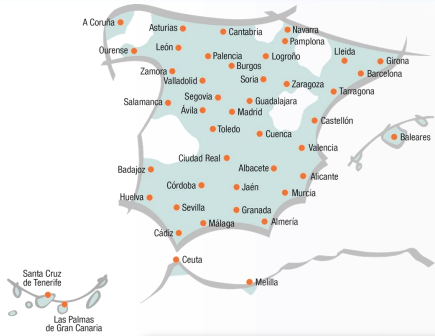 A Coruña
Asturias
Cantabria
Navarra
Pamplona
Ourense
León
Palencia
Logroño
Lleida
Girona
Burgos
Zamora
Valladolid
Soria
Zaragoza
Barcelona
Tarragona
Salamanca
Segovia
Guadalajara
Ávila
Madrid
Castellón
Toledo
Cuenca
Baleares
Valencia
Ciudad Real
Badajoz
Albacete
Alicante
Córdoba
Jaén
Murcia
Huelva
Sevilla
Granada
Málaga
Almería
Cádiz
Ceuta
Melilla
Santa Cruz
de Tenerife
Las Palmas
de Gran Canaria